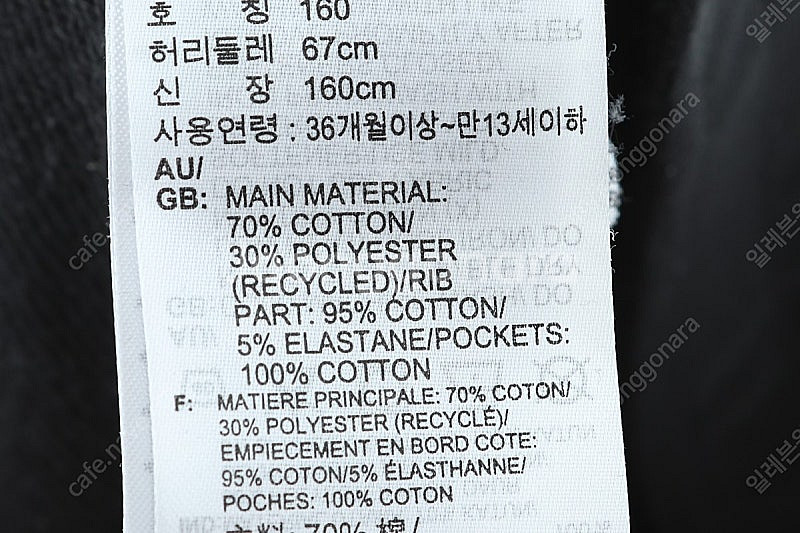 호 칭 160
허리둘레 67cm
신 장 160cm
사용연령 : 36개월이상~만13세이하
AU/
GB: MAIN MATERIAL:
70% COTTON/
30% POLYESTER
(RECYCLED)/RIB
PART: 95% COTTON/
5% ELASTANE/POCKETS:
100% COTTON
F: MATIERE PRINCIPALE: 70% COTON/
30% POLYESTER (RECYCLÉ)/
EMPIECEMENT EN BORD COTE:
95% COTON/5% ÉLASTHANNE/
POCHES: 100% COTON
70% 棉/